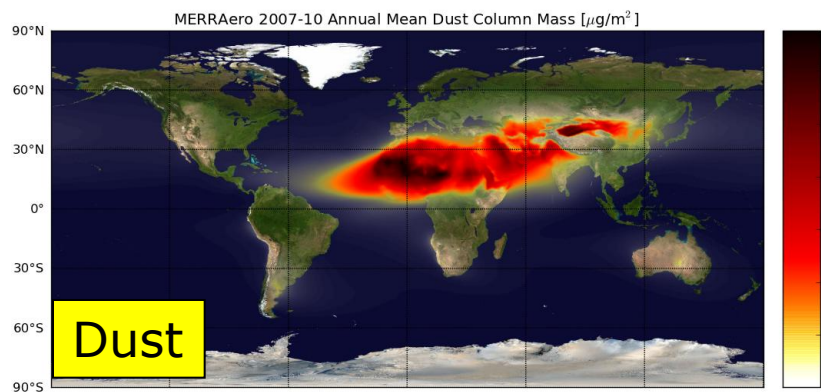 MERRAero 2007-10 Annual Mean Dust Column Mass [μg/m²]
90°N
60°N
30°N
0°
30°S
60°S
90°S
Dust